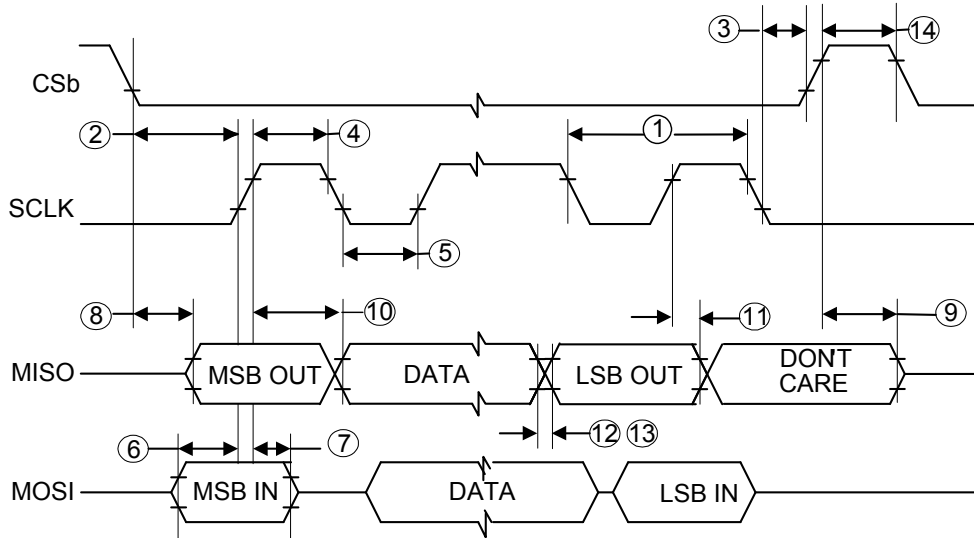 ③ ⑭
CSb
② ④ ①
SCLK
⑤
⑧ ⑩ ⑪ ⑨
MISO MSB OUT DATA LSB OUT DON'T CARE
⑥ ⑦ ⑫ ⑬
MOSI MSB IN DATA LSB IN